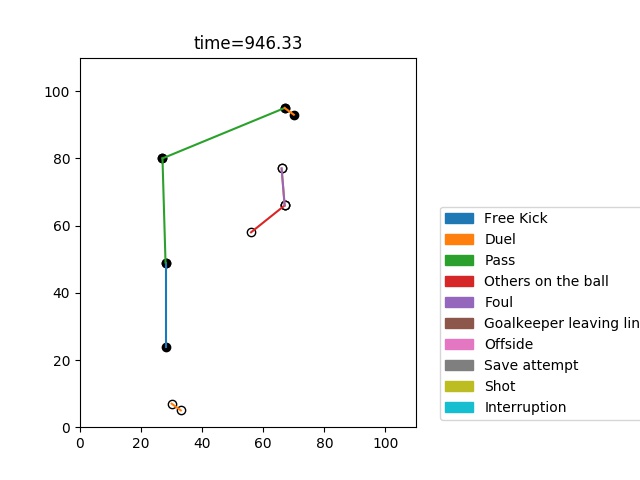 time=946.33
100
80
60
40
20
0
0 20 40 60 80 100
Free Kick
Duel
Pass
Others on the ball
Foul
Goalkeeper leaving lin
Offside
Save attempt
Shot
Interruption